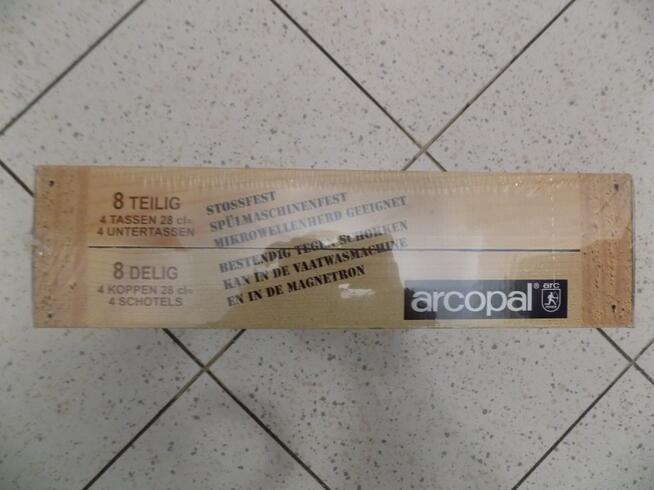 8 TEILIG
4 TASSEN 28 cl℮
4 UNTERTASSEN
STOSSFEST
SPÜLMASCHINENFEST
MIKROWELLENHERD GEEIGNET
8 DELIG
4 KOPPEN 28 cl℮
4 SCHOTELS
BESTENDIG TEGEN SCHOKKEN
KAN IN DE VAATWASMACHINE
EN IN DE MAGNETRON
arcopal®
arc